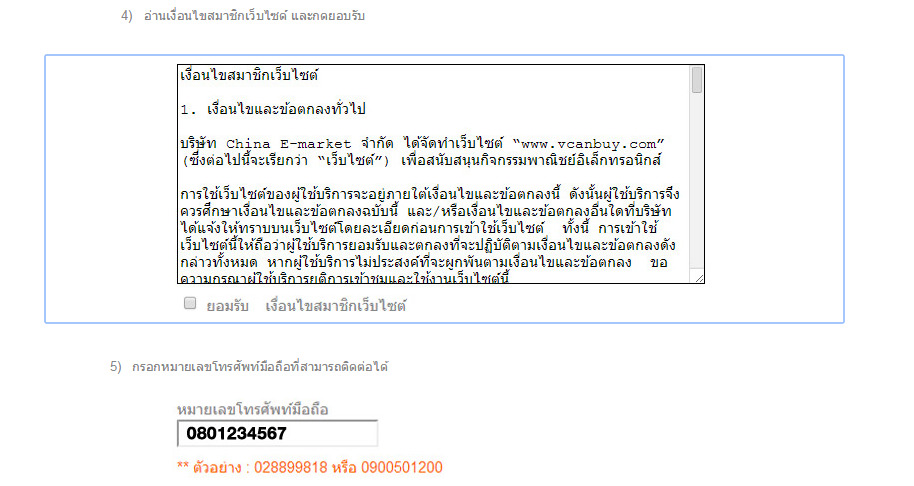 4) อ่านเงื่อนไขสมาชิกเว็บไซต์ และกดยอบรับ
เงื่อนไขสมาชิกเว็บไซต์
1. เงื่อนไขและข้อตกลงทั่วไป
บริษัท China E-market จำกัด ได้จัดทำเว็บไซต์ “www.vcanbuy.com”
(ซึ่งต่อไปนี้จะเรียกว่า “เว็บไซต์”) เพื่อสนับสนุนกิจกรรมพาณิชย์อิเล็กทรอนิกส์
การใช้เว็บไซต์ของผู้ใช้บริการจะอยู่ภายใต้เงื่อนไขและข้อตกลงนี้ ดังนั้นผู้ใช้บริการจึง
ควรศึกษาเงื่อนไขและข้อตกลงฉบับนี้ และ/หรือเงื่อนไขและข้อตกลงอื่นใดที่บริษัท
ได้แจ้งให้ทราบบนเว็บไซต์โดยละเอียดก่อนการเข้าใช้เว็บไซต์ ทั้งนี้ การเข้าใช้
เว็บไซต์นี้ให้ถือว่าผู้ใช้บริการยอมรับและตกลงที่จะปฏิบัติตามเงื่อนไขและข้อตกลงดัง
กล่าวทั้งหมด หากผู้ใช้บริการไม่ประสงค์ที่จะผูกพันตามเงื่อนไขและข้อตกลง ขอ
ความกรุณาผู้ใช้บริการยุติการเข้าชมและใช้งานเว็บไซต์นี้
ยอมรับ เงื่อนไขสมาชิกเว็บไซต์
5) กรอกหมายเลขโทรศัพท์มือถือที่สามารถติดต่อได้
หมายเลขโทรศัพท์มือถือ
0801234567
** ตัวอย่าง : 028899818 หรือ 0900501200